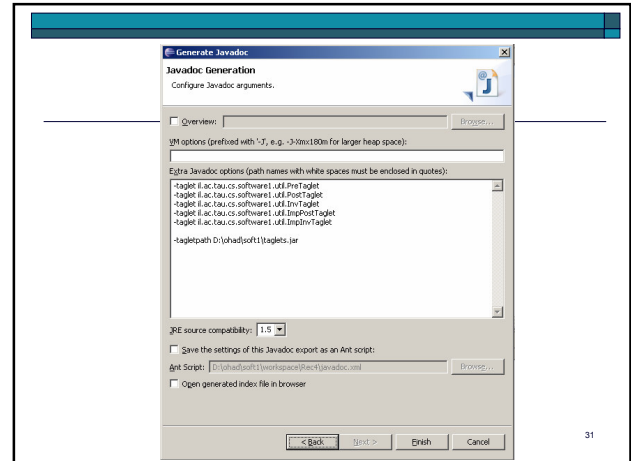 Generate Javadoc
Javadoc Generation
Configure Javadoc arguments.
Overview:
Browse...
VM options (prefixed with '-J', e.g. -J-Xmx180m for larger heap space):
Extra Javadoc options (path names with white spaces must be enclosed in quotes):
-taglet il.ac.tau.cs.software1.util.PreTaglet
-taglet il.ac.tau.cs.software1.util.PostTaglet
-taglet il.ac.tau.cs.software1.util.InvTaglet
-taglet il.ac.tau.cs.software1.util.ImpPostTaglet
-taglet il.ac.tau.cs.software1.util.ImpInvTaglet
-tagletpath D:\ohad\soft1\taglets.jar
JRE source compatibility: 1.5
Save the settings of this Javadoc export as an Ant script:
Ant Script: D:\ohad\soft1\workspace\Rec4\javadoc.xml Browse...
Open generated index file in browser
< Back Next > Finish Cancel
31